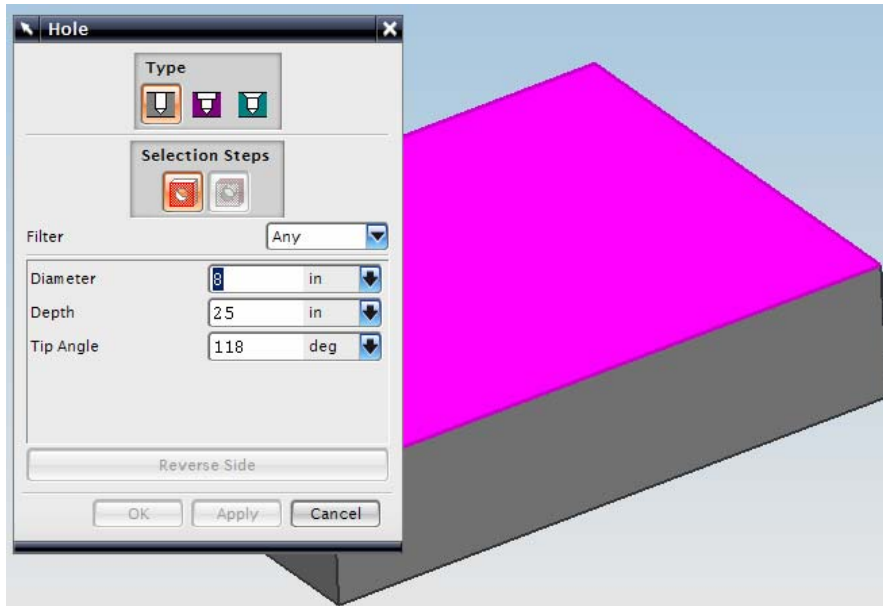 Hole
Type
Selection Steps
Filter Any
Diameter 8 in
Depth 25 in
Tip Angle 118 deg
Reverse Side
OK Apply Cancel